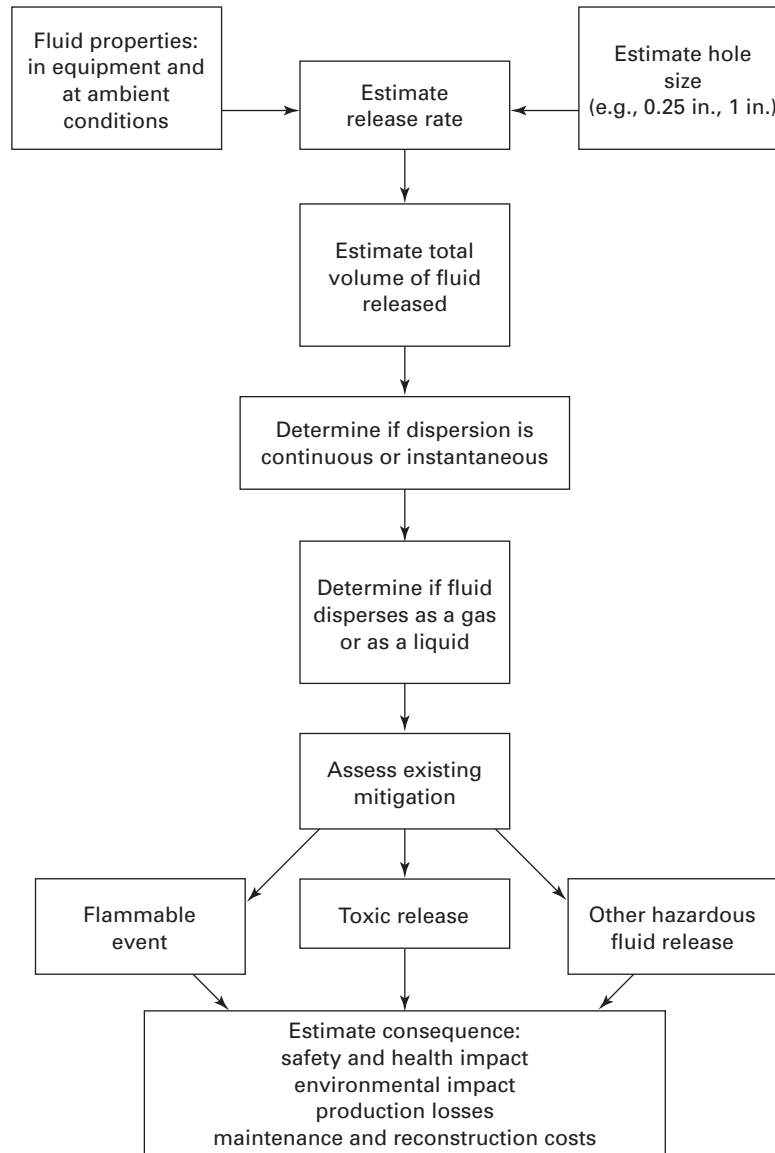 Fluid properties:
in equipment and
at ambient
conditions
Estimate
release rate
Estimate hole
size
(e.g., 0.25 in., 1 in.)
Estimate total
volume of fluid
released
Determine if dispersion is
continuous or instantaneous
Determine if fluid
disperses as a gas
or as a liquid
Assess existing
mitigation
Flammable
event
Toxic release
Other hazardous
fluid release
Estimate consequence:
safety and health impact
environmental impact
production losses
maintenance and reconstruction costs